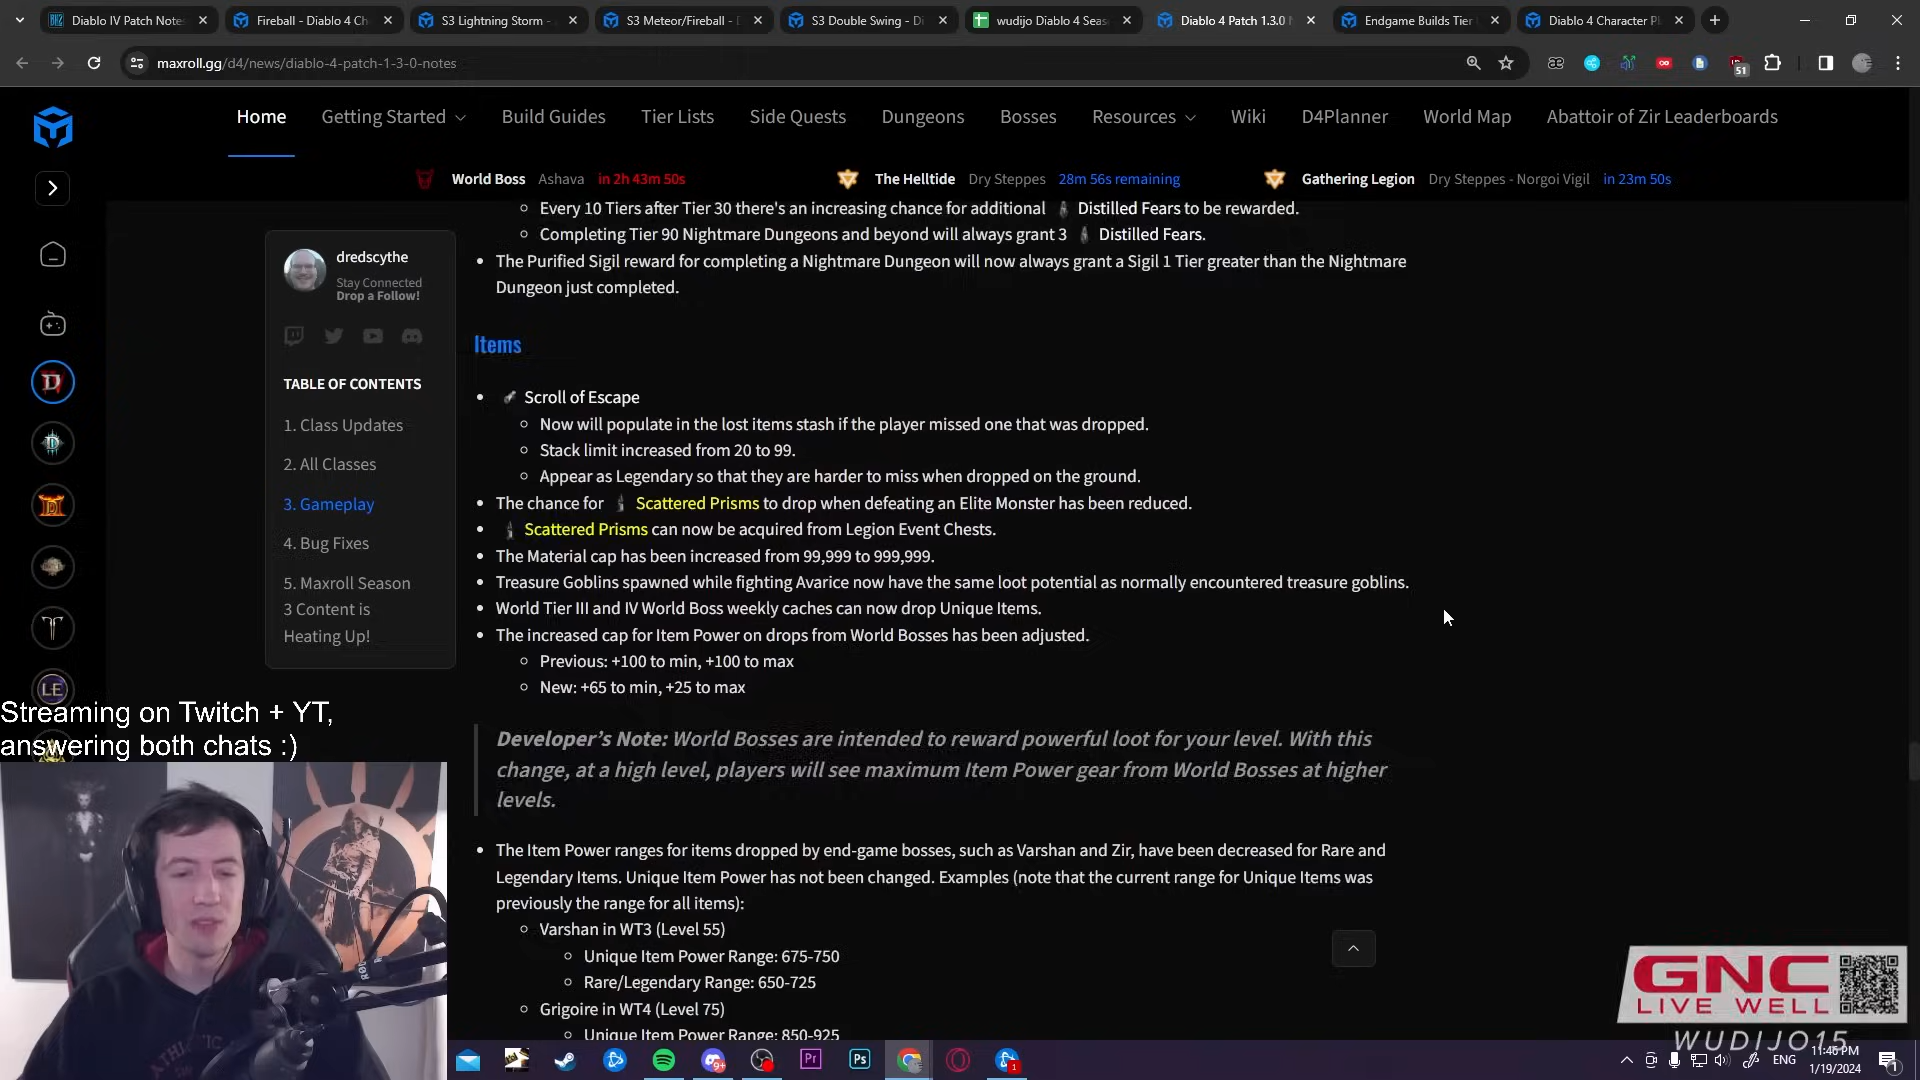 Diablo IV Patch Note
Fireball - Diablo 4 Ch
S3 Lightning Storm -
S3 Meteor/Fireball - D
S3 Double Swing - Di
wudijo Diablo 4 Seas
Diablo 4 Patch 1.3.0 N
Endgame Builds Tier
Diablo 4 Character Pl
maxroll.gg/d4/news/diablo-4-patch-1-3-0-notes
51
Home Getting Started Build Guides Tier Lists Side Quests Dungeons Bosses Resources Wiki D4Planner World Map Abattoir of Zir Leaderboards
World Boss Ashava in 2h 43m 50s The Helltide Dry Steppes 28m 56s remaining Gathering Legion Dry Steppes - Norgoi Vigil in 23m 50s
dredscythe
Stay Connected
Drop a Follow!
TABLE OF CONTENTS
1. Class Updates
2. All Classes
3. Gameplay
4. Bug Fixes
5. Maxroll Season
3 Content is
Heating Up!
LE
Every 10 Tiers after Tier 30 there's an increasing chance for additional Distilled Fears to be rewarded.
Completing Tier 90 Nightmare Dungeons and beyond will always grant 3 Distilled Fears.
The Purified Sigil reward for completing a Nightmare Dungeon will now always grant a Sigil 1 Tier greater than the Nightmare
Dungeon just completed.
Items
Scroll of Escape
Now will populate in the lost items stash if the player missed one that was dropped.
Stack limit increased from 20 to 99.
Appear as Legendary so that they are harder to miss when dropped on the ground.
The chance for Scattered Prisms to drop when defeating an Elite Monster has been reduced.
Scattered Prisms can now be acquired from Legion Event Chests.
The Material cap has been increased from 99,999 to 999,999.
Treasure Goblins spawned while fighting Avarice now have the same loot potential as normally encountered treasure goblins.
World Tier III and IV World Boss weekly caches can now drop Unique Items.
The increased cap for Item Power on drops from World Bosses has been adjusted.
Previous: +100 to min, +100 to max
New: +65 to min, +25 to max
Developer's Note: World Bosses are intended to reward powerful loot for your level. With this
change, at a high level, players will see maximum Item Power gear from World Bosses at higher
levels.
The Item Power ranges for items dropped by end-game bosses, such as Varshan and Zir, have been decreased for Rare and
Legendary Items. Unique Item Power has not been changed. Examples (note that the current range for Unique Items was
previously the range for all items):
Varshan in WT3 (Level 55)
Unique Item Power Range: 675-750
Rare/Legendary Range: 650-725
Grigoire in WT4 (Level 75)
Unique Item Power Range: 850-925
Streaming on Twitch + YT,
answering both chats :)
GNC
LIVE WELL
WUDIJO15
9+
Pr
Ps
1
ENG
11:46 PM
1/19/2024
1